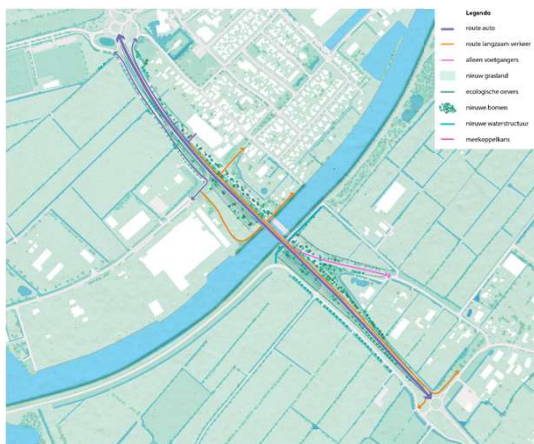 Legenda
route auto
route langzaam verkeer
alleen voetgangers
nieuw grasland
ecologische oevers
nieuwe bomen
nieuwe waterstructuur
meekoppelkans